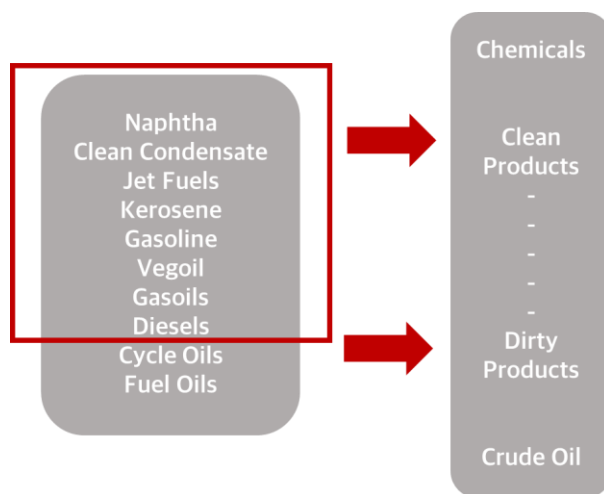 Naphtha
Clean Condensate
Jet Fuels
Kerosene
Gasoline
Vegoil
Gasoils
Diesels
Cycle Oils
Fuel Oils
Chemicals
Clean
Products
-
-
-
-
-
Dirty
Products
Crude Oil